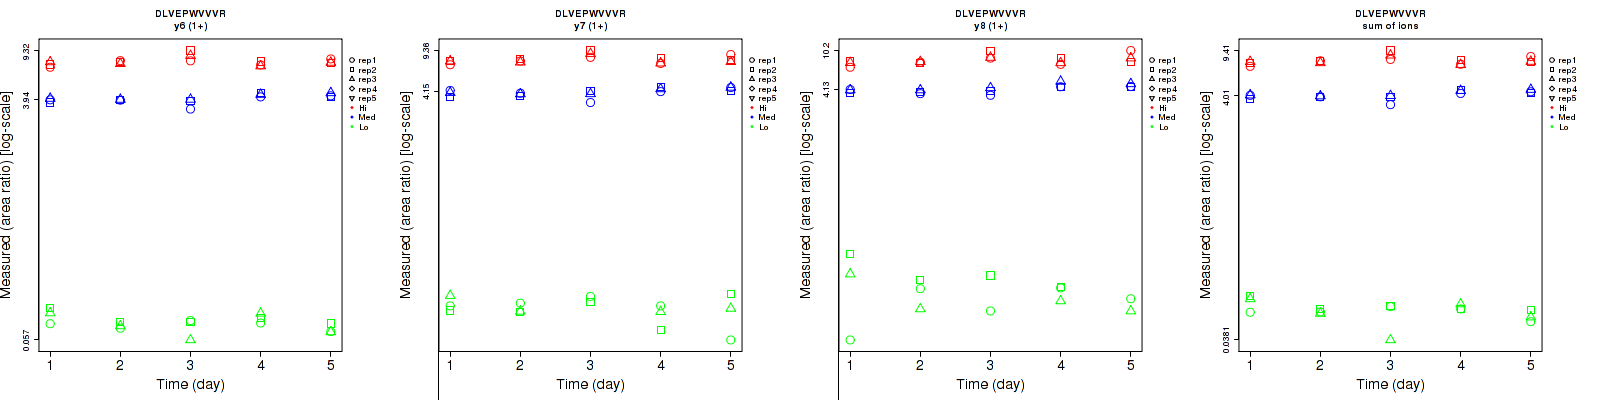 DLVEPWVVVR
y6 (1+)
Measured (area ratio) [log-scale]
9.32
3.94
0.057
1 2 3 4 5
Time (day)
rep1
rep2
rep3
rep4
rep5
Hi
Med
Lo
DLVEPWVVVR
y7 (1+)
Measured (area ratio) [log-scale]
9.36
4.15
1 2 3 4 5
Time (day)
rep1
rep2
rep3
rep4
rep5
Hi
Med
Lo
DLVEPWVVVR
y8 (1+)
Measured (area ratio) [log-scale]
10.2
4.13
1 2 3 4 5
Time (day)
rep1
rep2
rep3
rep4
rep5
Hi
Med
Lo
DLVEPWVVVR
sum of ions
Measured (area ratio) [log-scale]
9.41
4.01
0.0381
1 2 3 4 5
Time (day)
rep1
rep2
rep3
rep4
rep5
Hi
Med
Lo